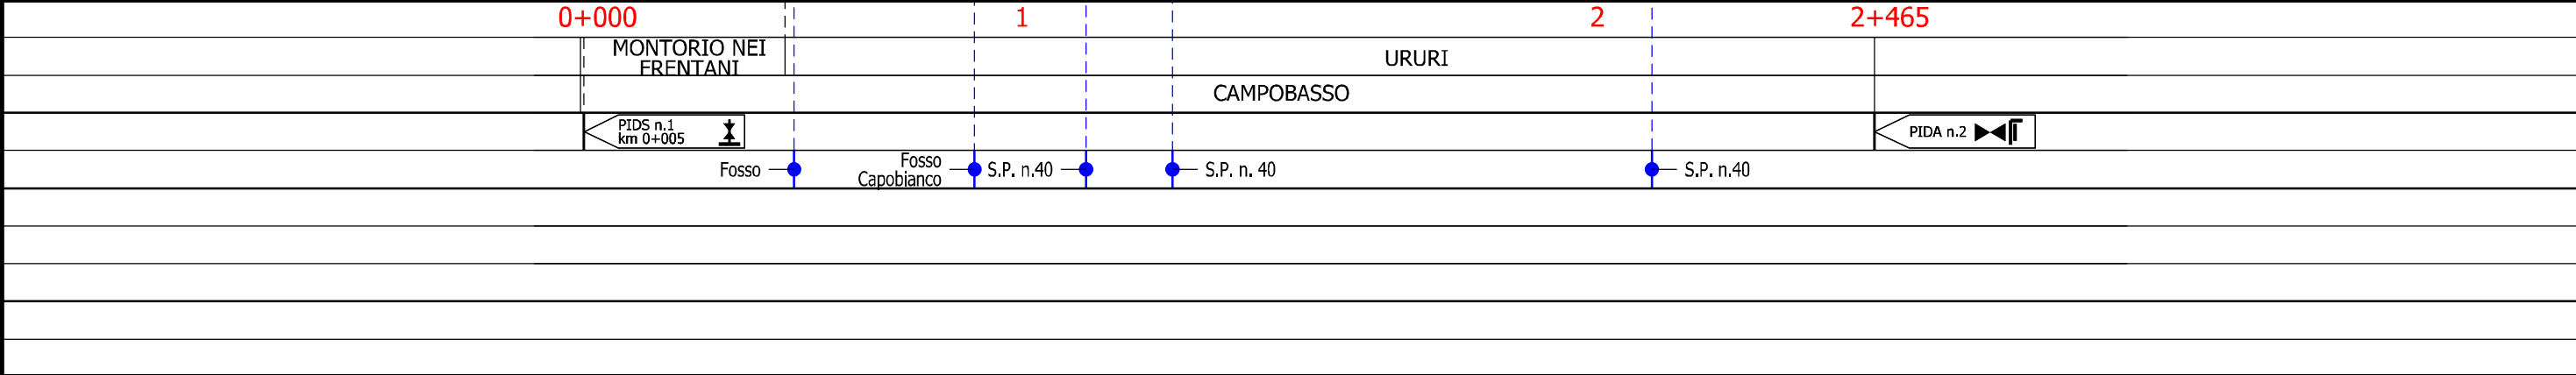 0+000 1 2 2+465
MONTORIO NEI
FRENTANI
URURI
CAMPOBASSO
PIDS n.1
km 0+005
PIDA n.2
Fosso
Fosso
Capobianco
S.P. n.40
S.P. n. 40
S.P. n.40